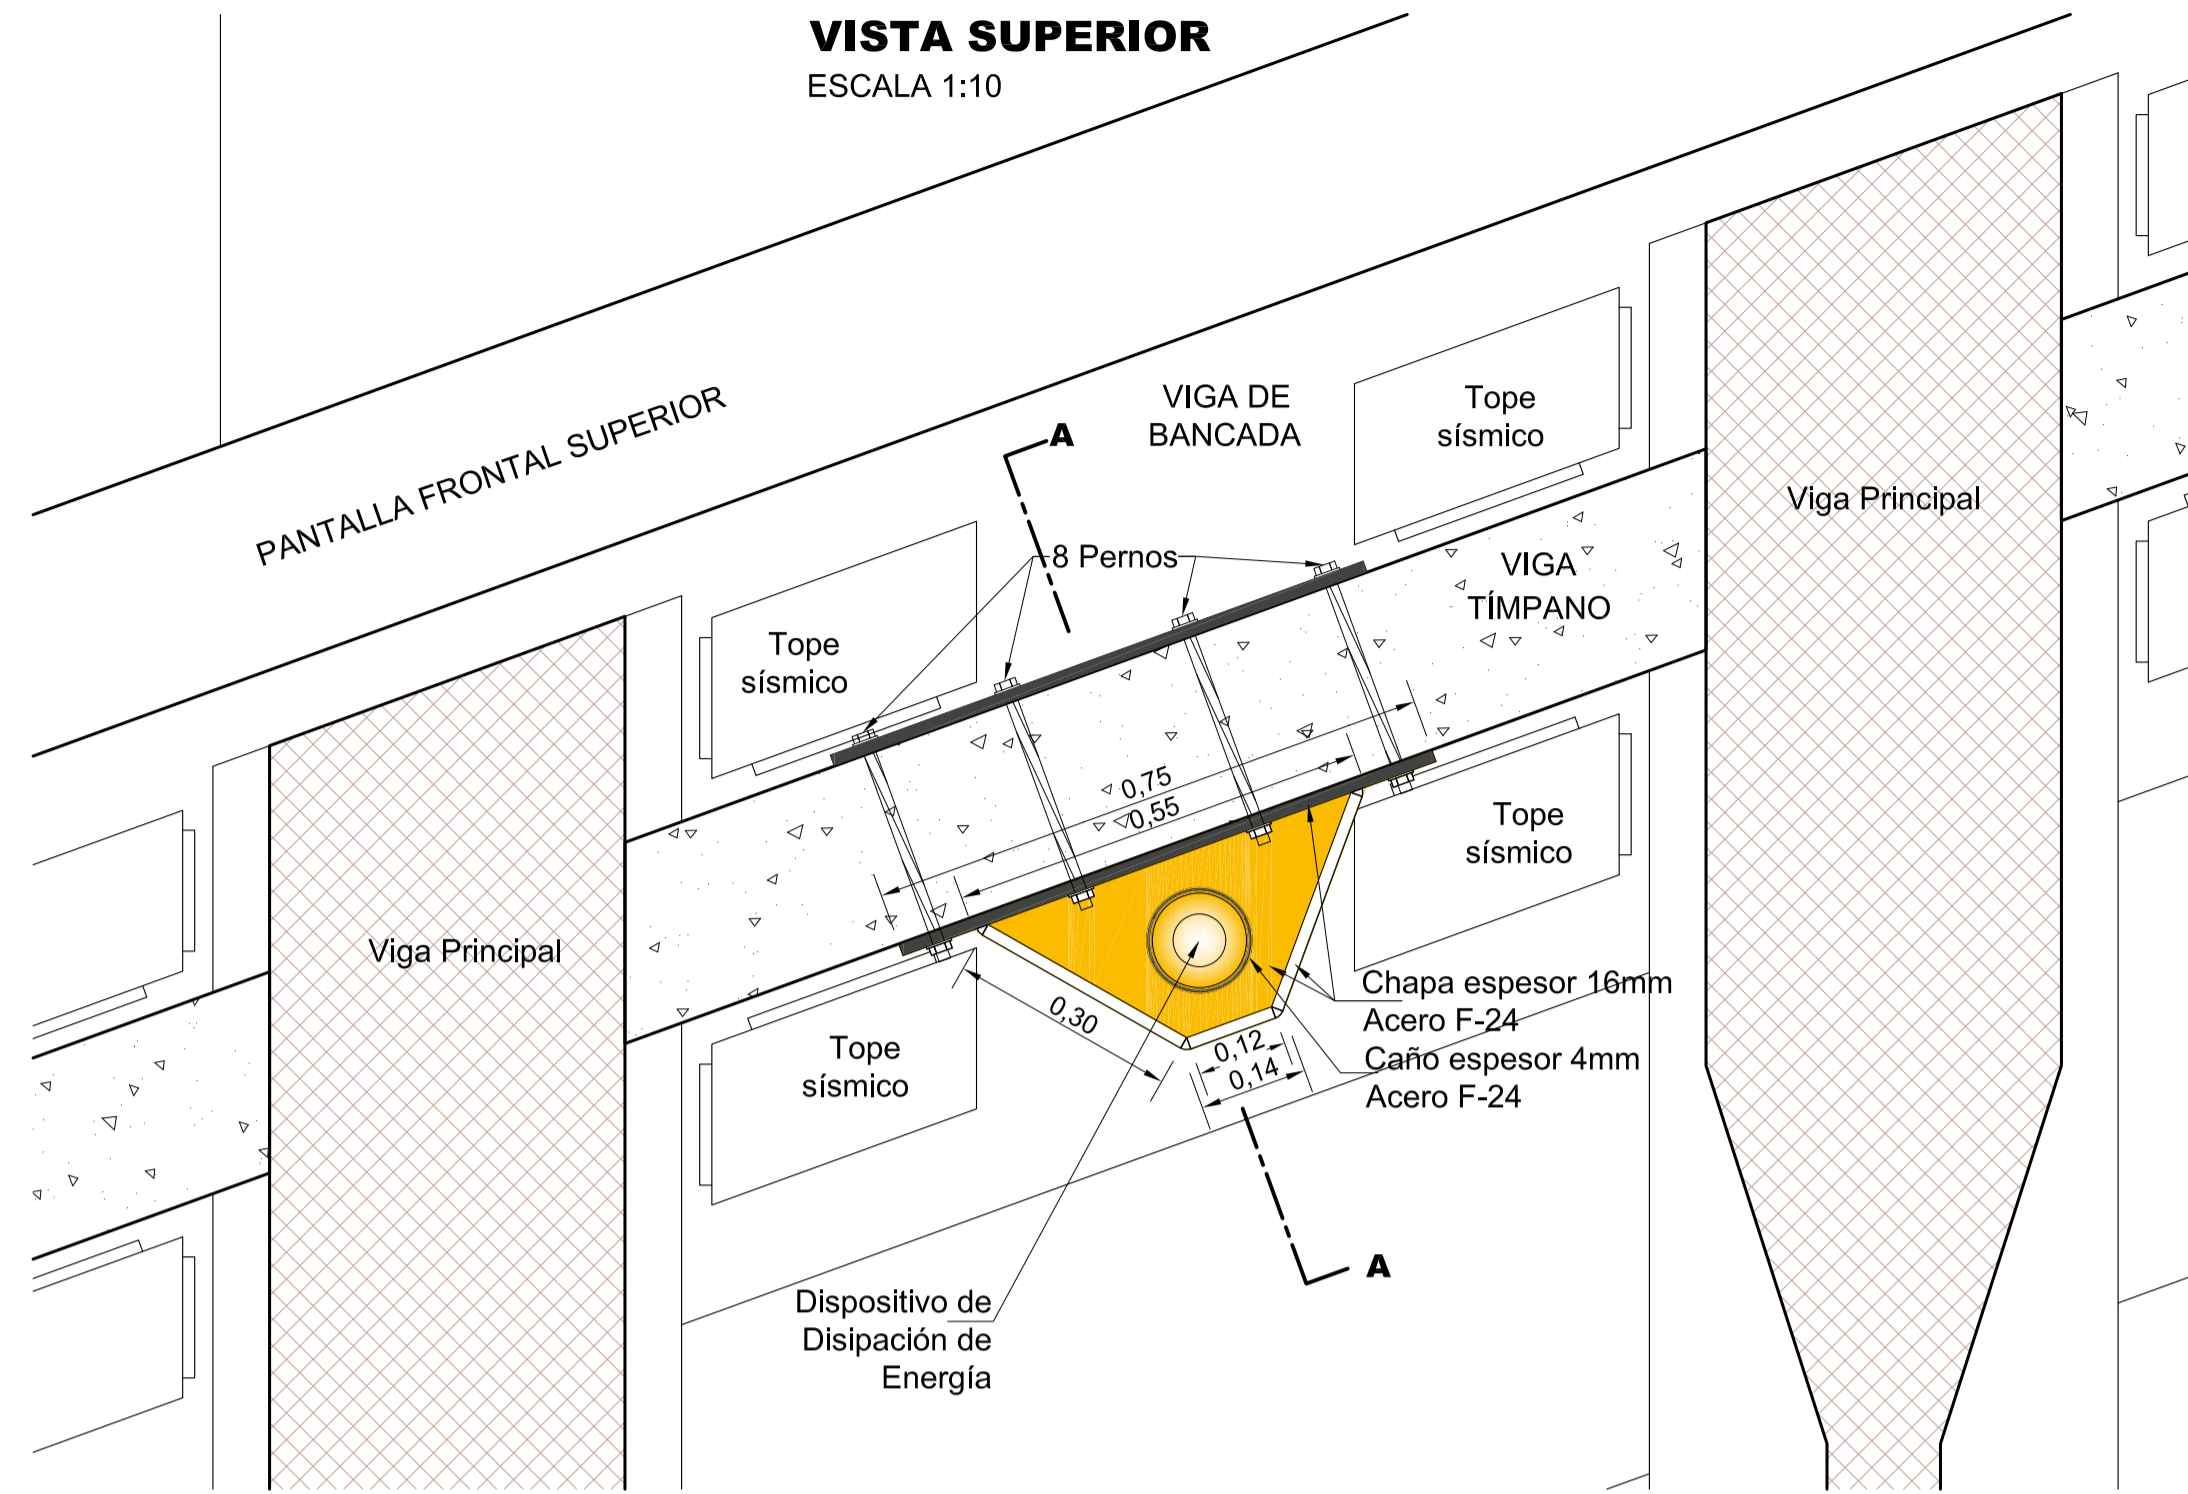 VISTA SUPERIOR
ESCALA 1:10
PANTALLA FRONTAL SUPERIOR
VIGA DE
BANCADA
Tope
sísmico
A
Viga Principal
8 Pernos
VIGA
TÍMPANO
Tope
sísmico
0,75
0,55
Tope
sísmico
Viga Principal
Chapa espesor 16mm
Acero F-24
0,30
Tope
sísmico
0,12
0,14
Caño espesor 4mm
Acero F-24
A
Dispositivo de
Disipación de
Energía